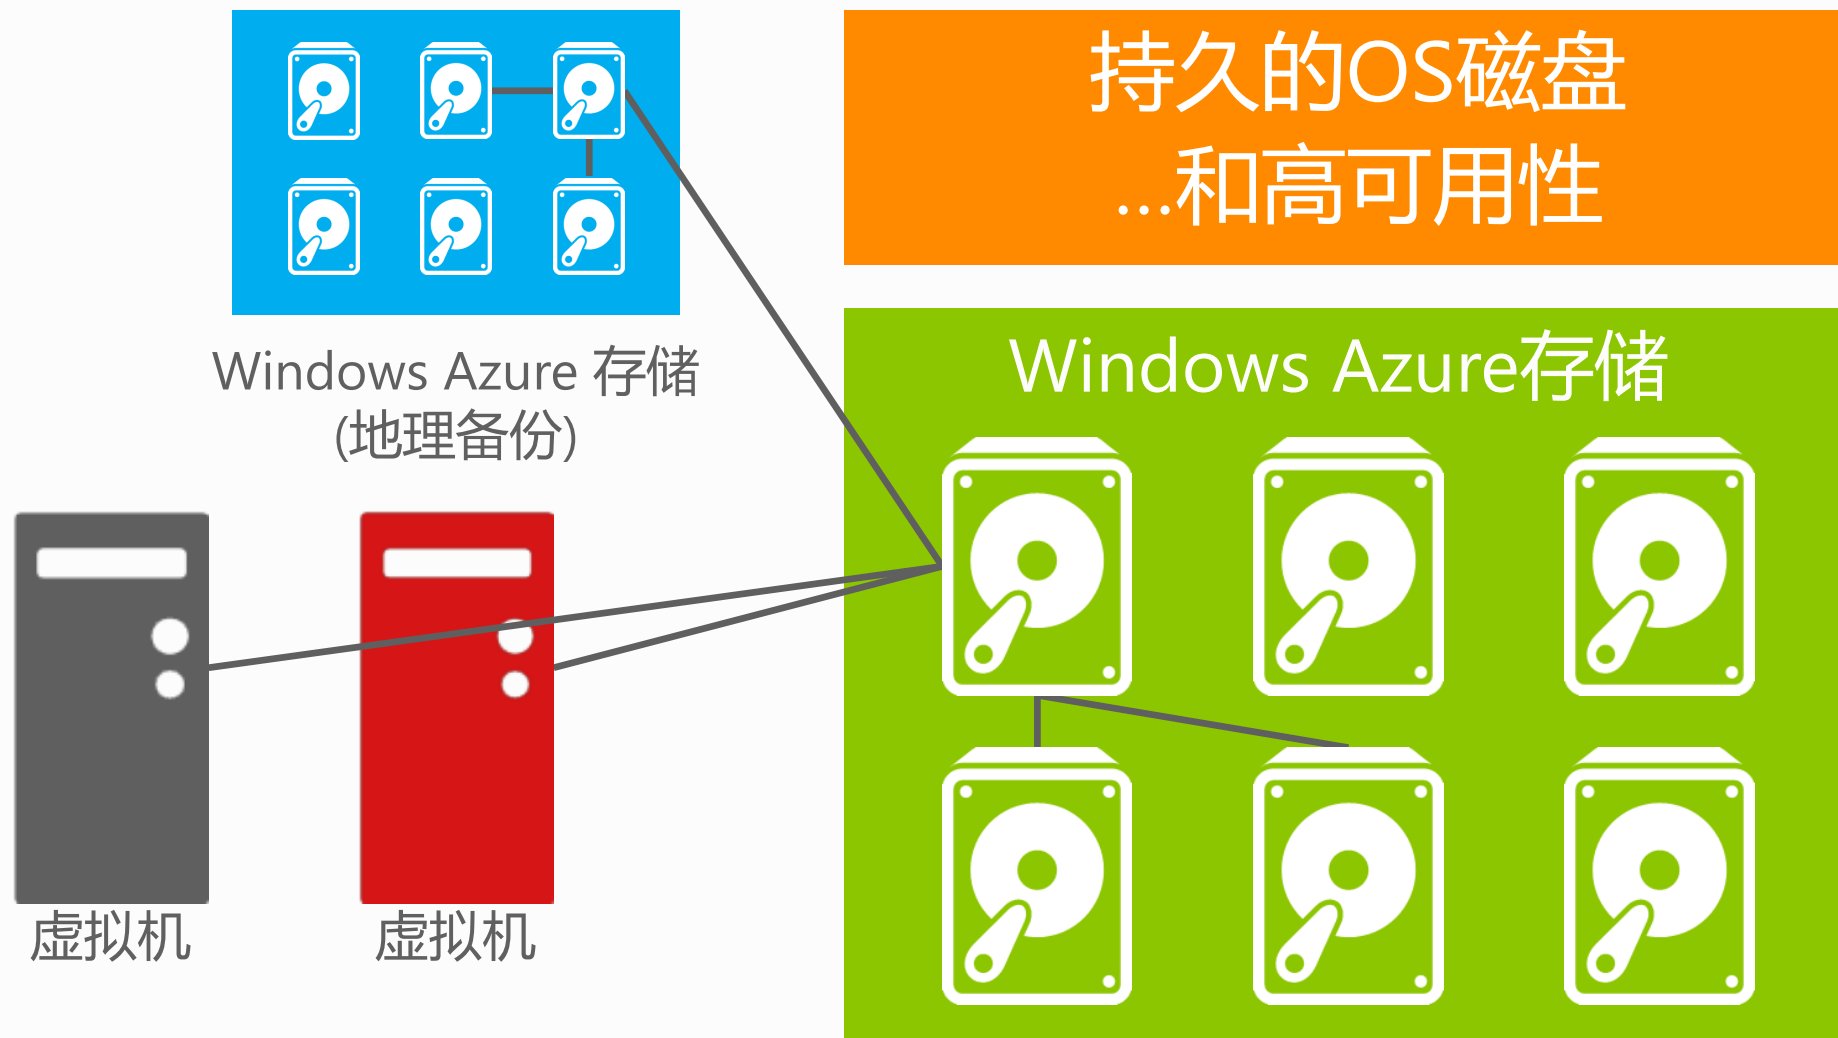 持久的OS磁盘
...和高可用性
Windows Azure 存储
(地理备份)
Windows Azure存储
虚拟机
虚拟机